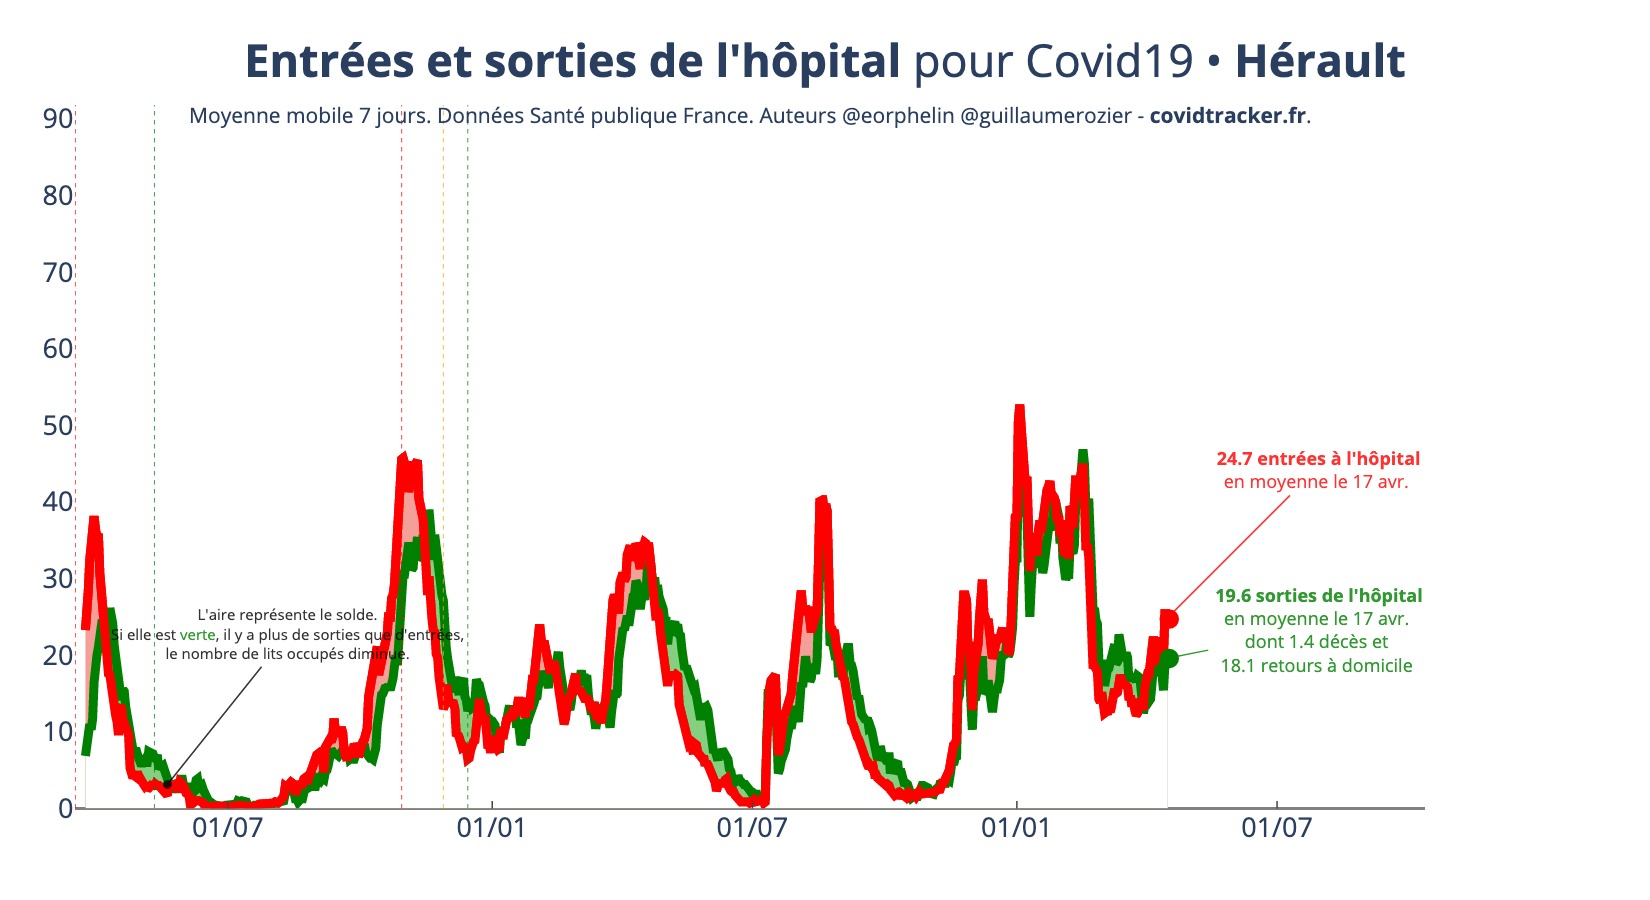 Entrées et sorties de l'hôpital pour Covid19 • Hérault
Moyenne mobile 7 jours. Données Santé publique France. Auteurs @eorphelin @guillaumerozier - covidtracker.fr.
90
80
70
60
50
40
30
20
10
0
24.7 entrées à l'hôpital
en moyenne le 17 avr.
19.6 sorties de l'hôpital
en moyenne le 17 avr.
dont 1.4 décès et
18.1 retours à domicile
L'aire représente le solde.
Si elle est verte, il y a plus de sorties que d'entrées,
le nombre de lits occupés diminue.
01/07
01/01
01/07
01/01
01/07